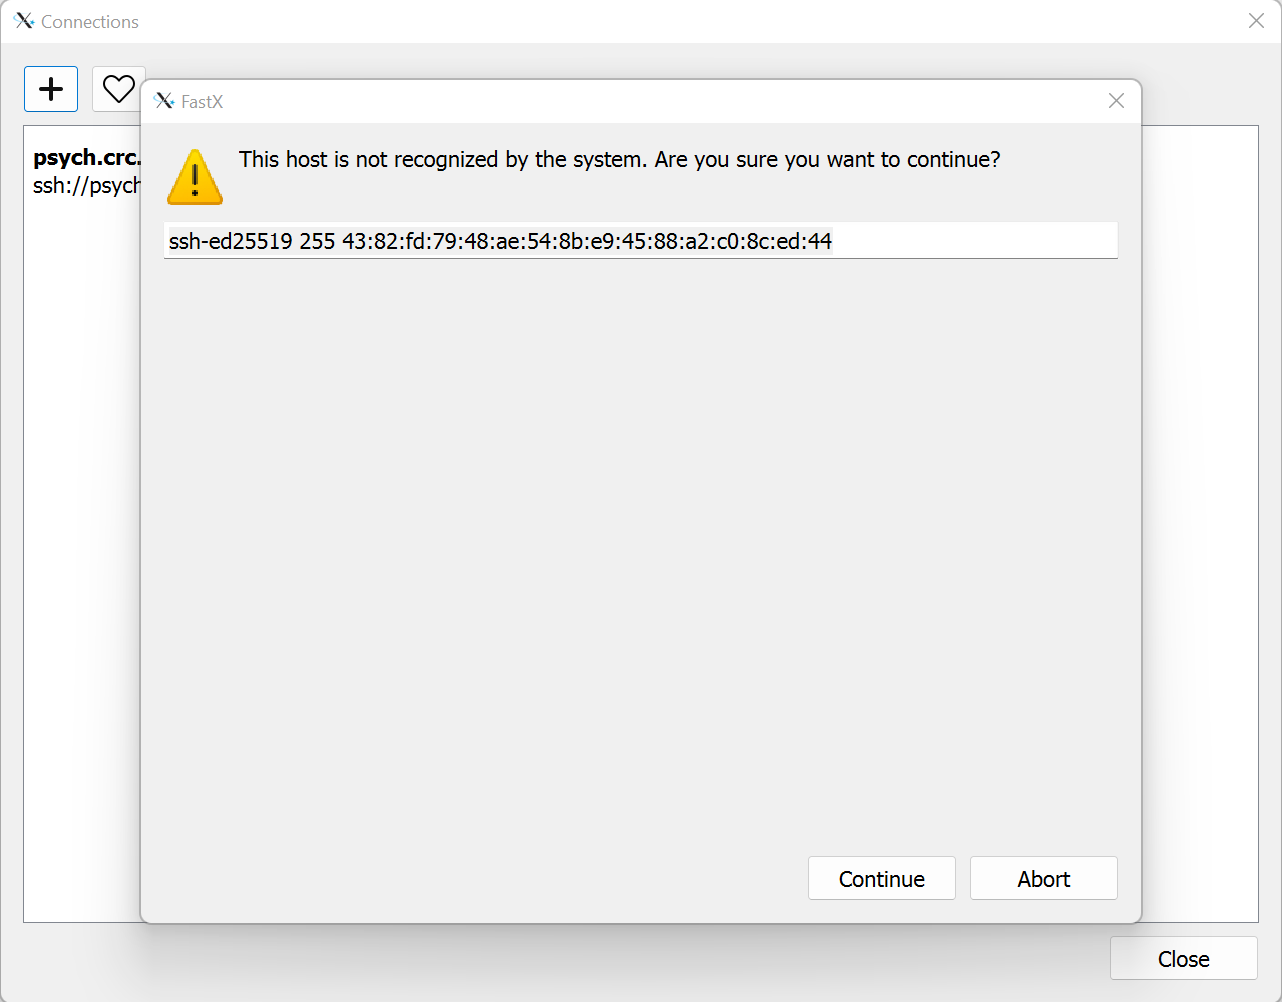 Connections
FastX
psych.crc.
ssh://psych
This host is not recognized by the system. Are you sure you want to continue?
ssh-ed25519 255 43:82:fd:79:48:ae:54:8b:e9:45:88:a2:c0:8c:ed:44
Continue
Abort
Close